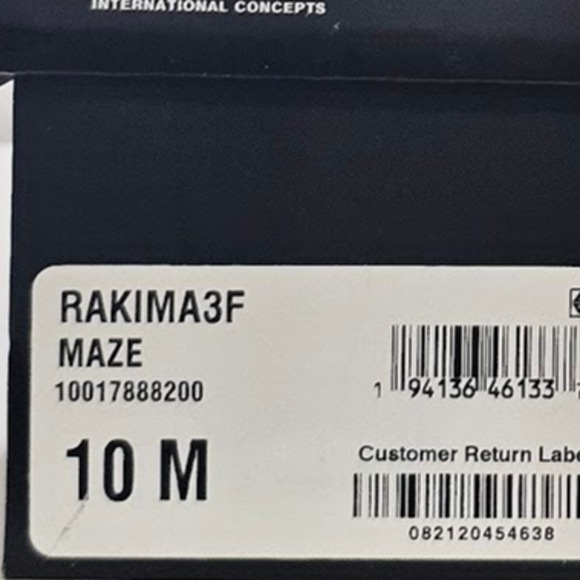 INTERNATIONAL CONCEPTS
RAKIMA3F
MAZE
10017888200
10 M
1 94136 46133
Customer Return Labe
082120454638